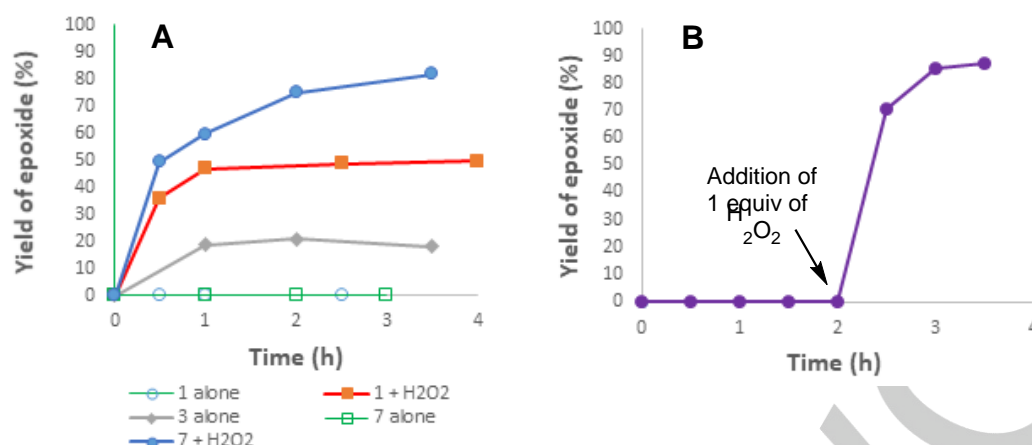 A
Yield of epoxide (%)
100
90
80
70
60
50
40
30
20
10
0
0 1 2 3 4
Time (h)
1 alone 1 + H2O2
3 alone 7 alone
7 + H2O2
B
Yield of epoxide (%)
100
90
80
70
60
50
40
30
20
10
0
Addition of
1 equiv of
H
2O2
0 1 2 3 4
Time (h)